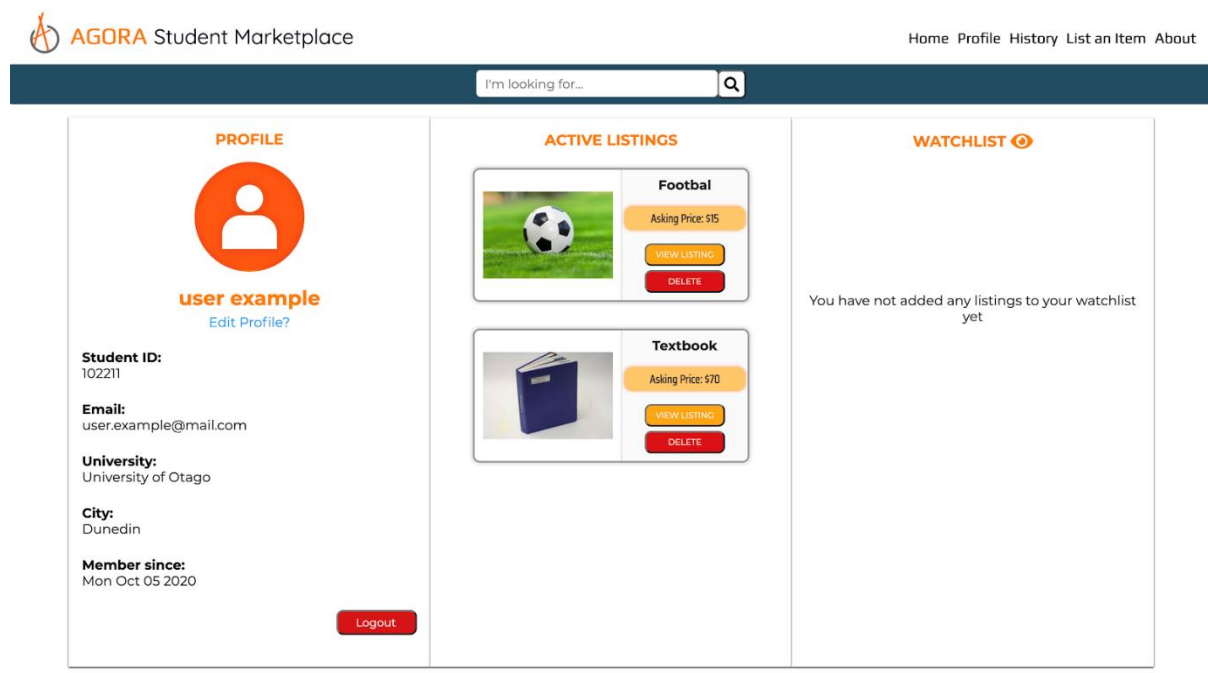 AGORA Student Marketplace
Home Profile History List an Item About
I'm looking for...
PROFILE
user example
Edit Profile?
Student ID:
102211
Email:
user.example@mail.com
University:
University of Otago
City:
Dunedin
Member since:
Mon Oct 05 2020
Logout
ACTIVE LISTINGS
Footbal
Asking Price: $15
VIEW LISTING
DELETE
Textbook
Asking Price: $70
VIEW LISTING
DELETE
WATCHLIST
You have not added any listings to your watchlist
yet